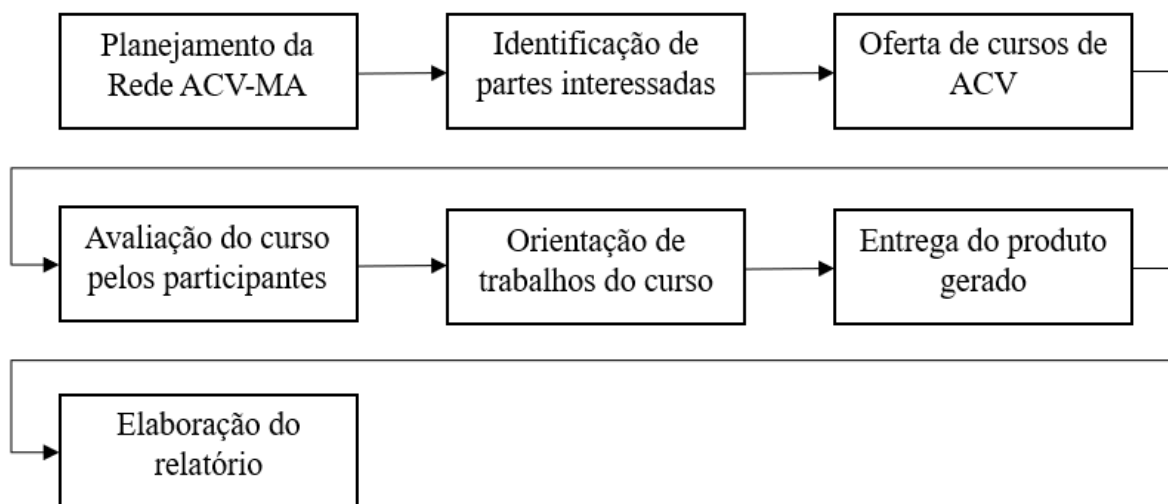 Planejamento da
Rede ACV-MA
Identificação de
partes interessadas
Oferta de cursos de
ACV
Avaliação do curso
pelos participantes
Orientação de
trabalhos do curso
Entrega do produto
gerado
Elaboração do
relatório